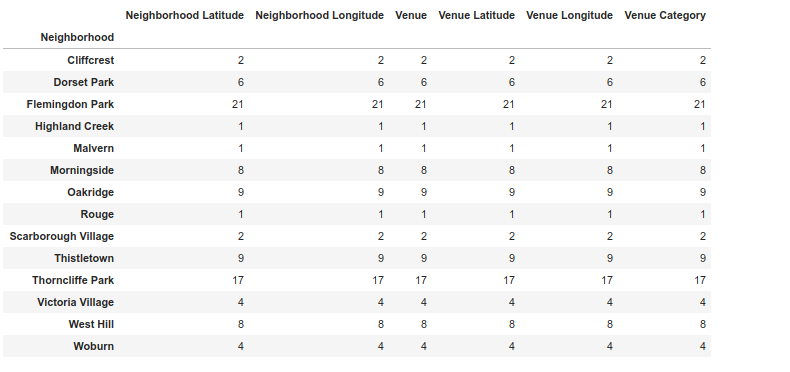 Neighborhood Latitude Neighborhood Longitude Venue Venue Latitude Venue Longitude Venue Category
Neighborhood
Cliffcrest 2 2 2 2 2 2
Dorset Park 6 6 6 6 6 6
Flemingdon Park 21 21 21 21 21 21
Highland Creek 1 1 1 1 1 1
Malvern 1 1 1 1 1 1
Morningside 8 8 8 8 8 8
Oakridge 9 9 9 9 9 9
Rouge 1 1 1 1 1 1
Scarborough Village 2 2 2 2 2 2
Thistletown 9 9 9 9 9 9
Thorncliffe Park 17 17 17 17 17 17
Victoria Village 4 4 4 4 4 4
West Hill 8 8 8 8 8 8
Woburn 4 4 4 4 4 4